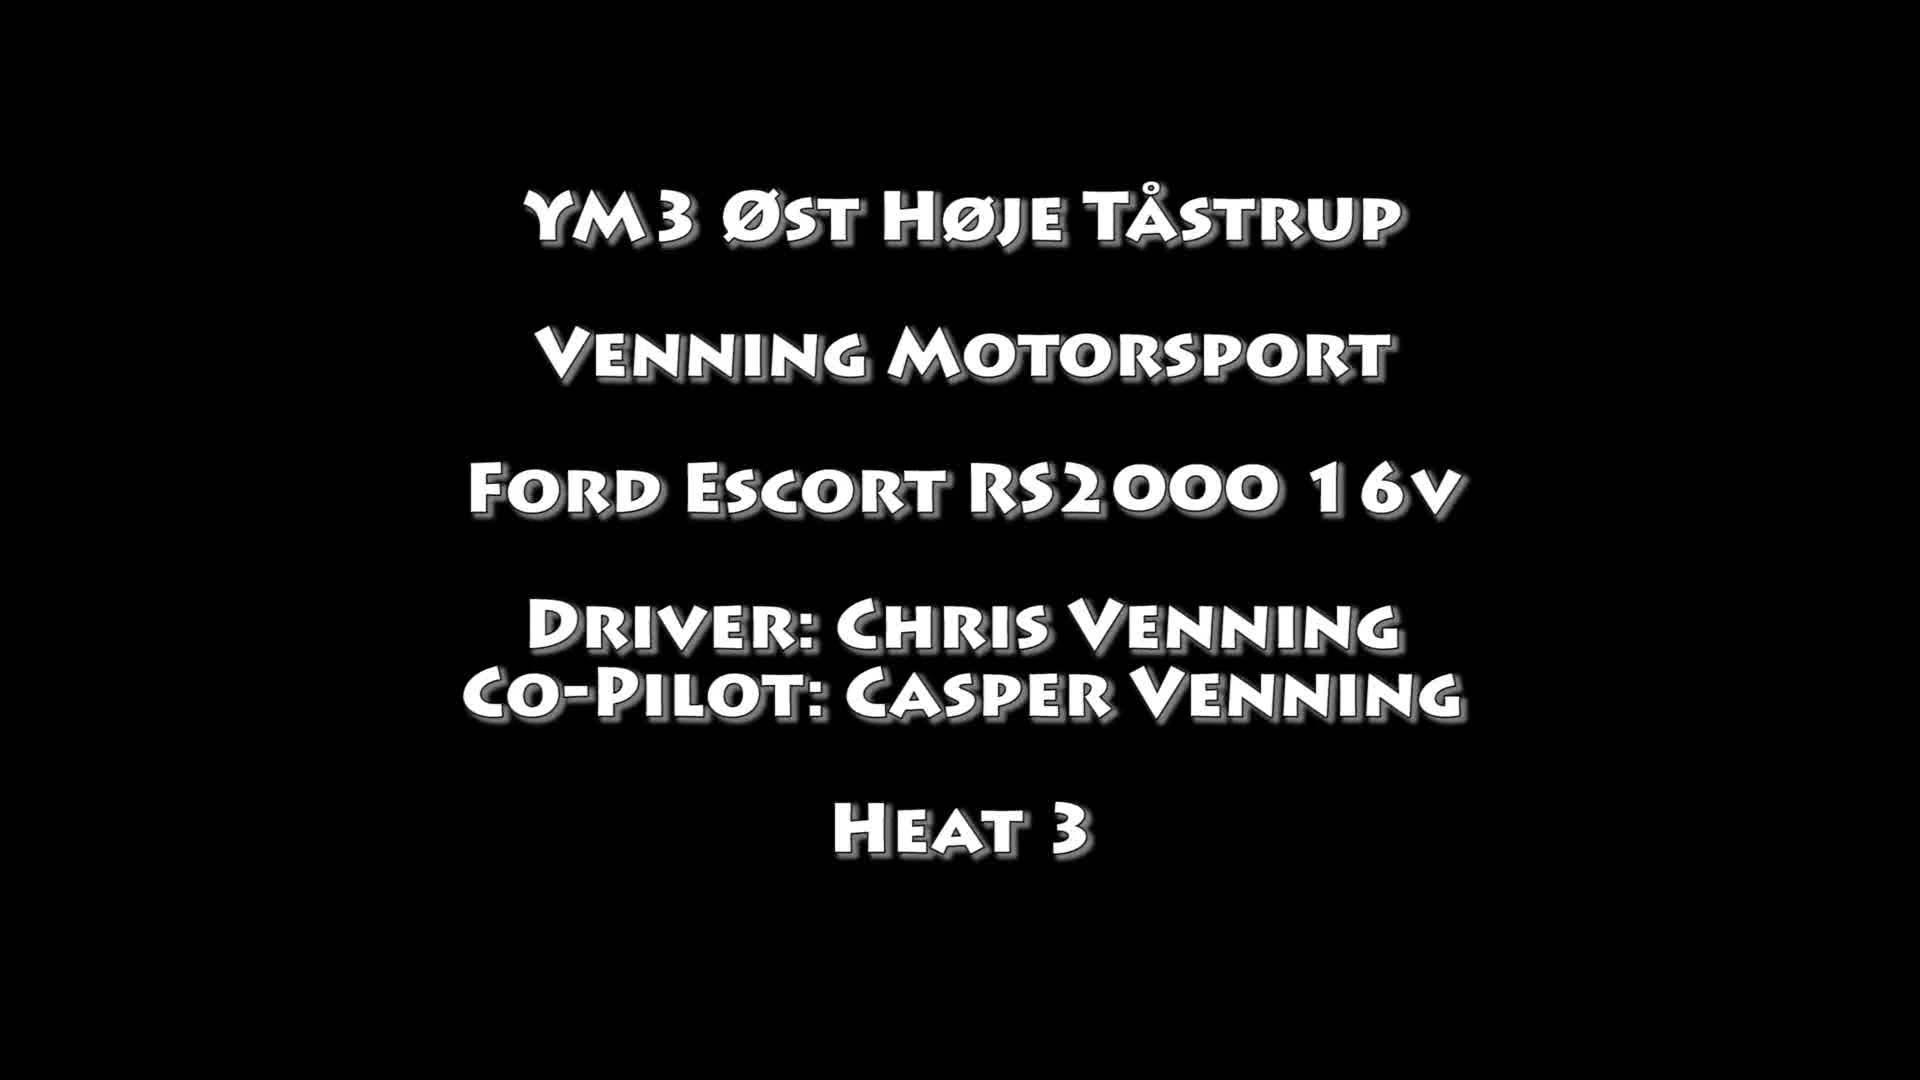 YM3 Øst Høje Tåstrup
Venning Motorsport
Ford Escort RS2000 16v
Driver: Chris Venning
Co-Pilot: Casper Venning
Heat 3